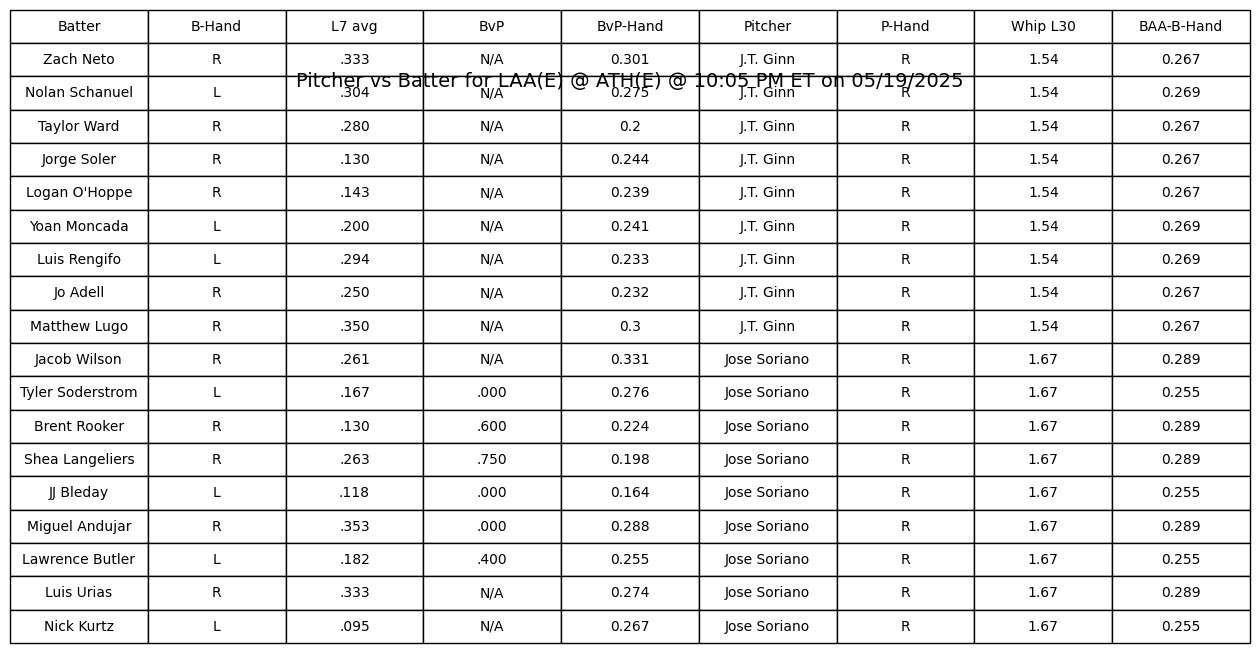 Batter B-Hand L7 avg BvP BvP-Hand Pitcher P-Hand Whip L30 BAA-B-Hand
Zach Neto R .333 N/A 0.301 J.T. Ginn R 1.54 0.267
Pitcher vs Batter for LAA(E) @ ATH(E) @ 10:05 PM ET on 05/19/2025
Nolan Schanuel L .304 N/A 0.275 J.T. Ginn R 1.54 0.269
Taylor Ward R .280 N/A 0.2 J.T. Ginn R 1.54 0.267
Jorge Soler R .130 N/A 0.244 J.T. Ginn R 1.54 0.267
Logan O'Hoppe R .143 N/A 0.239 J.T. Ginn R 1.54 0.267
Yoan Moncada L .200 N/A 0.241 J.T. Ginn R 1.54 0.269
Luis Rengifo L .294 N/A 0.233 J.T. Ginn R 1.54 0.269
Jo Adell R .250 N/A 0.232 J.T. Ginn R 1.54 0.267
Matthew Lugo R .350 N/A 0.3 J.T. Ginn R 1.54 0.267
Jacob Wilson R .261 N/A 0.331 Jose Soriano R 1.67 0.289
Tyler Soderstrom L .167 .000 0.276 Jose Soriano R 1.67 0.255
Brent Rooker R .130 .600 0.224 Jose Soriano R 1.67 0.289
Shea Langeliers R .263 .750 0.198 Jose Soriano R 1.67 0.289
JJ Bleday L .118 .000 0.164 Jose Soriano R 1.67 0.255
Miguel Andujar R .353 .000 0.288 Jose Soriano R 1.67 0.289
Lawrence Butler L .182 .400 0.255 Jose Soriano R 1.67 0.255
Luis Urias R .333 N/A 0.274 Jose Soriano R 1.67 0.289
Nick Kurtz L .095 N/A 0.267 Jose Soriano R 1.67 0.255